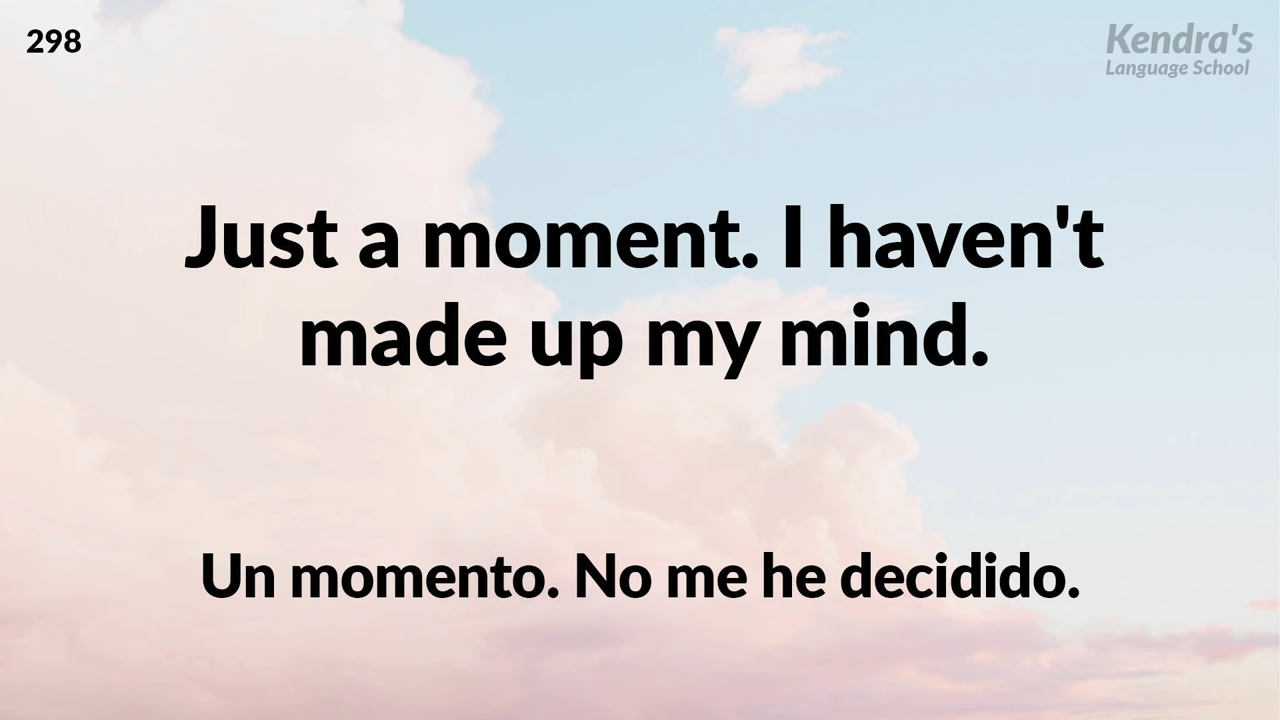 298
Kendra's
Language School
Just a moment. I haven't
made up my mind.
Un momento. No me he decidido.